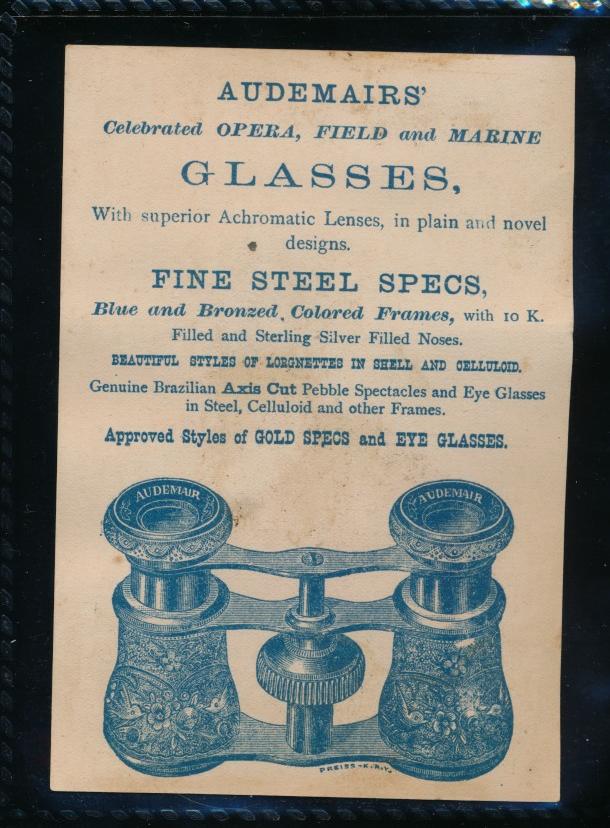 AUDEMAIRS'
Celebrated OPERA, FIELD and MARINE
GLASSES,
With superior Achromatic Lenses, in plain and novel
designs.
FINE STEEL SPECS,
Blue and Bronzed, Colored Frames, with 10 K.
Filled and Sterling Silver Filled Noses.
BEAUTIFUL STYLES OF LORGNETTES IN SHELL AND CELLULOID.
Genuine Brazilian Axis Cut Pebble Spectacles and Eye Glasses
in Steel, Celluloid and other Frames.
Approved Styles of GOLD SPECS and EYE GLASSES.
AUDEMAIR
AUDEMAIR
PREISS